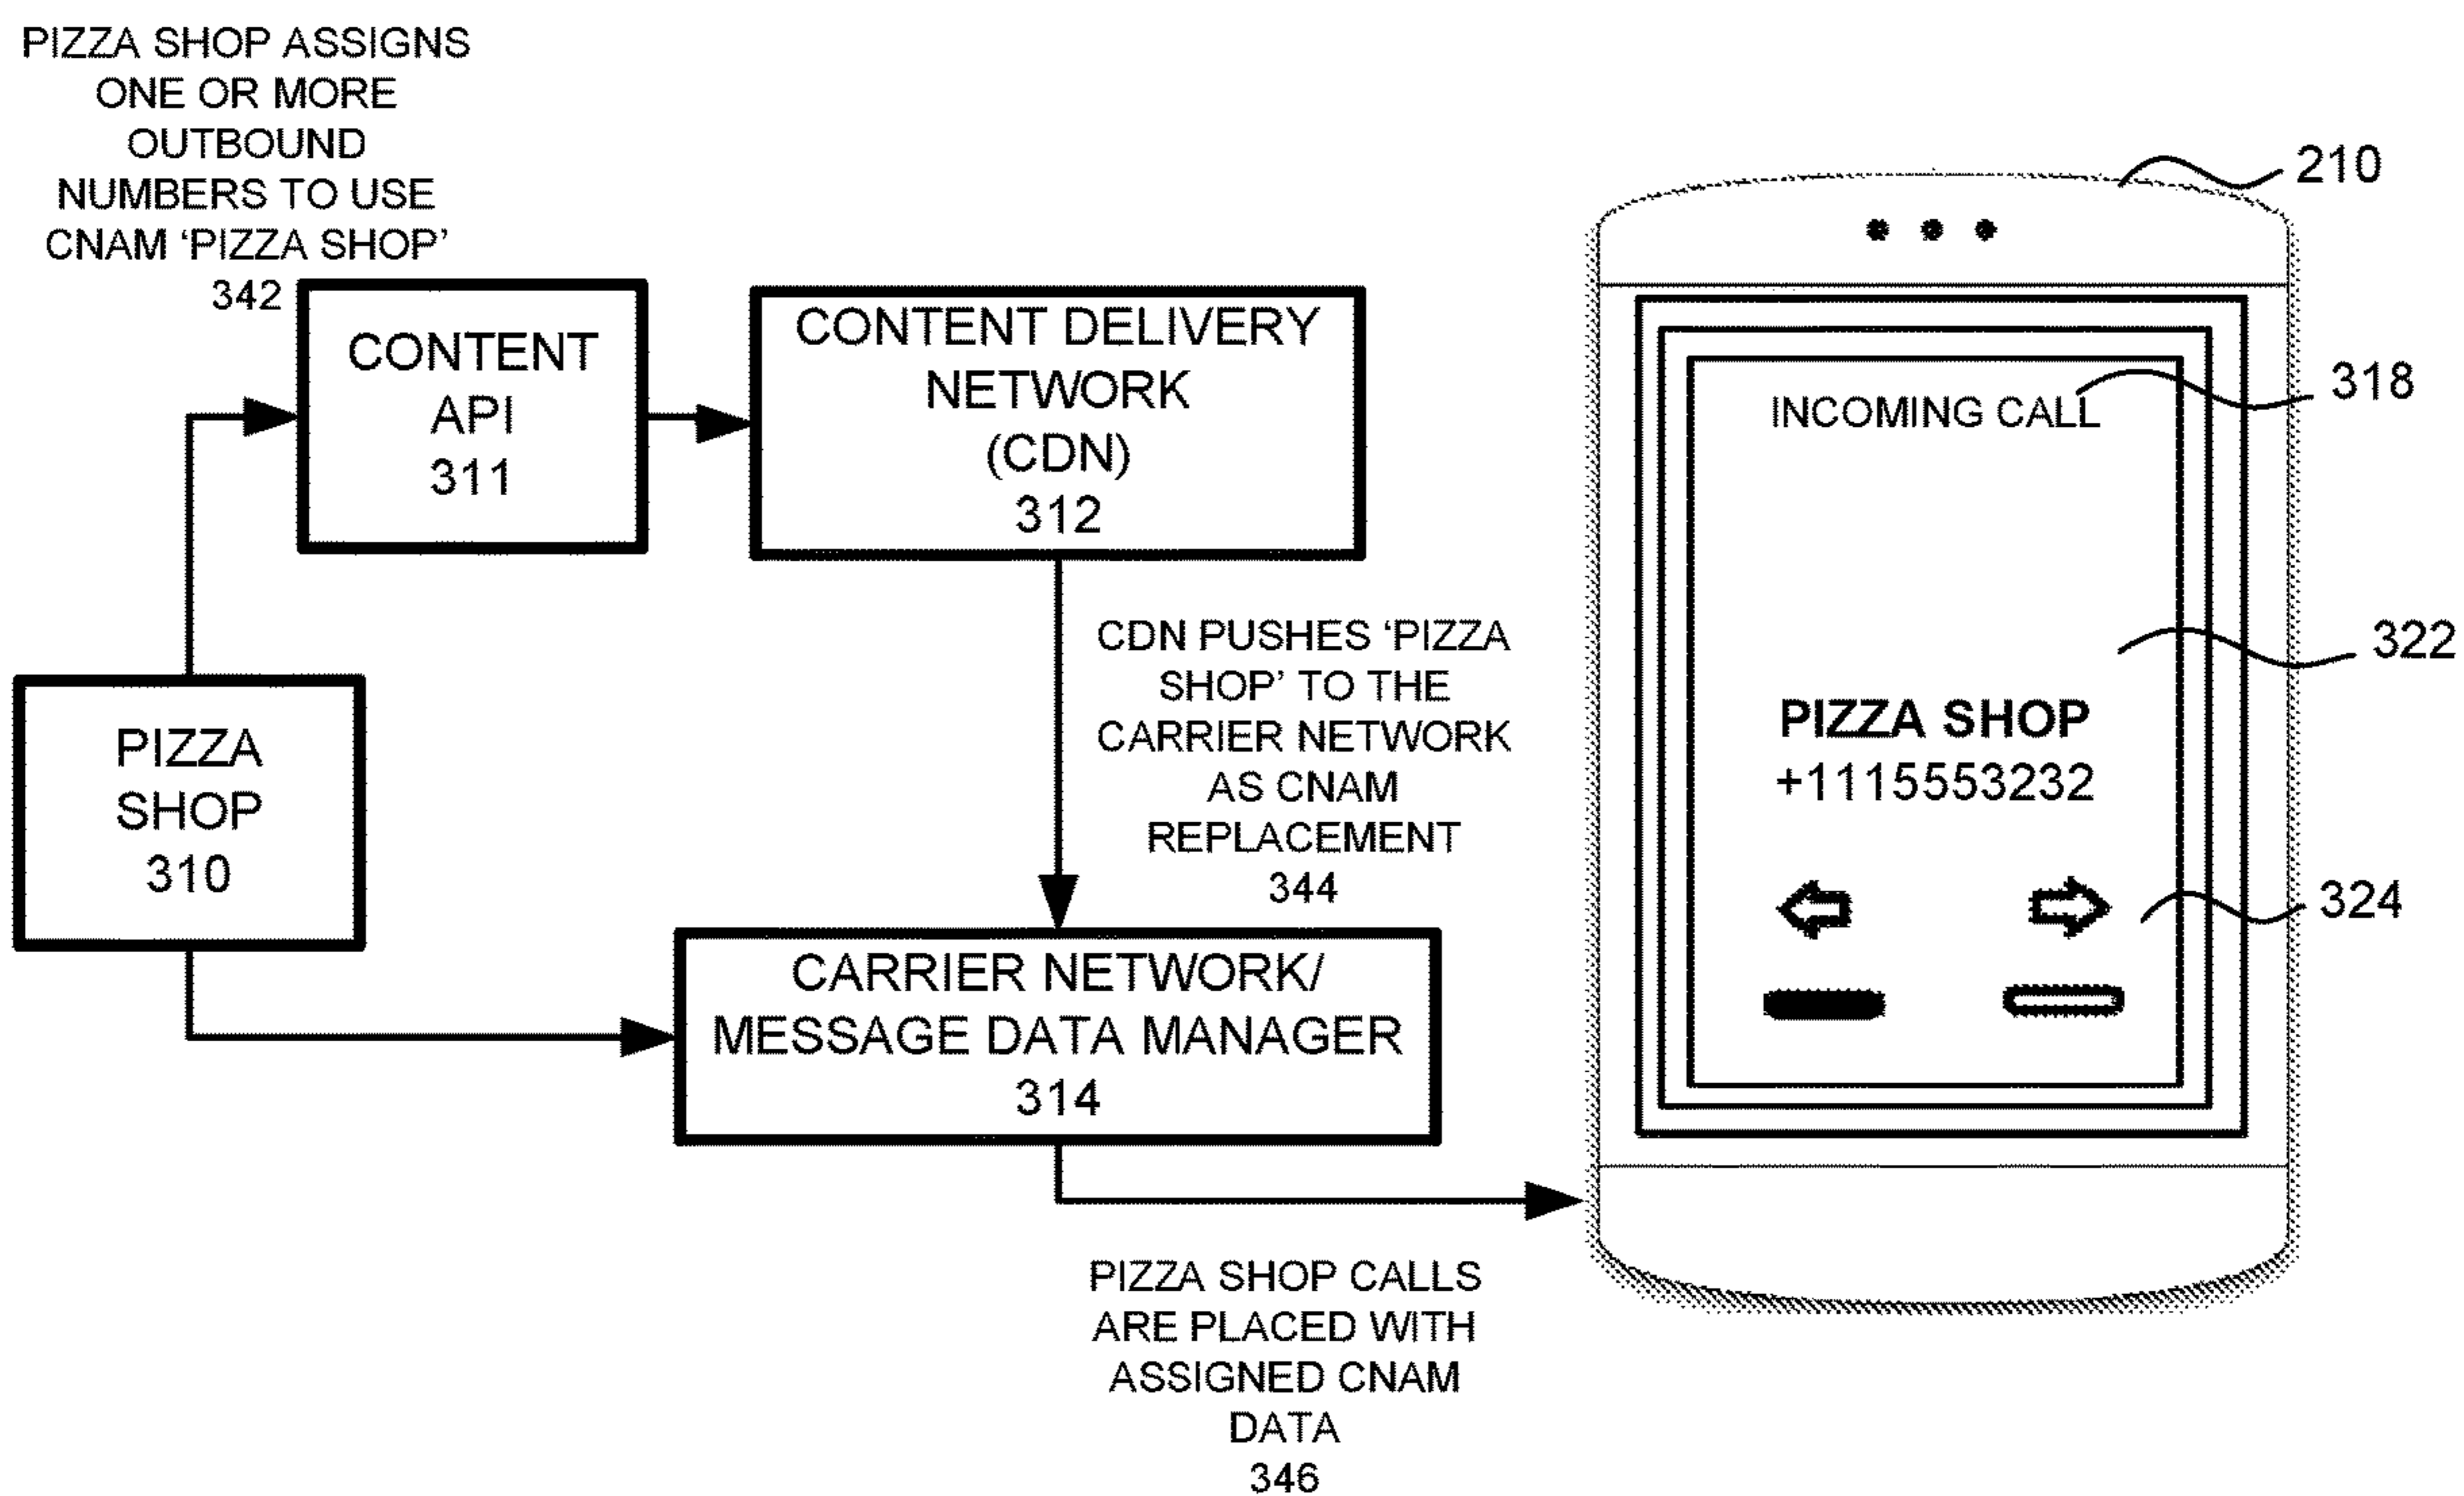 PIZZA SHOP ASSIGNS
ONE OR MORE
OUTBOUND
NUMBERS TO USE
CNAM ‘PIZZA SHOP’
342
CONTENT
API
311
CONTENT DELIVERY
NETWORK
(CDN)
312
PIZZA
SHOP
310
CDN PUSHES ‘PIZZA
SHOP’ TO THE
CARRIER NETWORK
AS CNAM
REPLACEMENT
344
CARRIER NETWORK/
MESSAGE DATA MANAGER
314
PIZZA SHOP CALLS
ARE PLACED WITH
ASSIGNED CNAM
DATA
346
210
318
INCOMING CALL
322
PIZZA SHOP
+1115553232
324